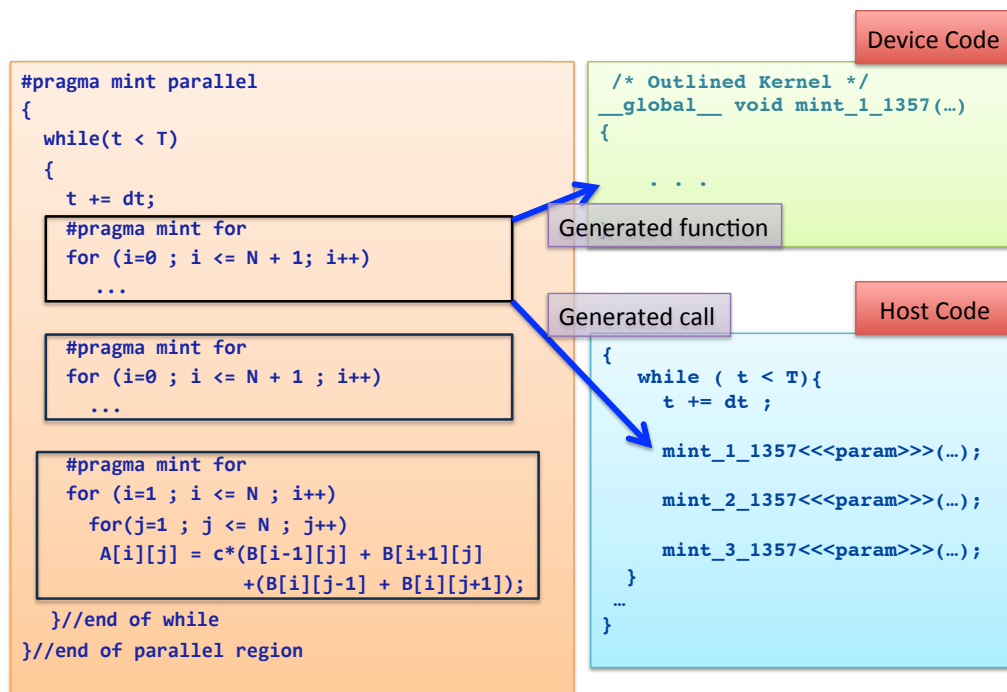 #pragma mint parallel
{
while(t < T)
{
t += dt;
#pragma mint for
for (i=0 ; i <= N + 1; i++)
...
#pragma mint for
for (i=0 ; i <= N + 1 ; i++)
...
#pragma mint for
for (i=1 ; i <= N ; i++)
for(j=1 ; j <= N ; j++)
A[i][j] = c*(B[i-1][j] + B[i+1][j]
+(B[i][j-1] + B[i][j+1]);
}//end of while
}//end of parallel region
Device Code
/* Outlined Kernel */
__global__ void mint_1_1357(…)
{
. . .
Generated function
Generated call
Host Code
{
while ( t < T){
t += dt ;
mint_1_1357<<<param>>>(…);
mint_2_1357<<<param>>>(…);
mint_3_1357<<<param>>>(…);
}
…
}